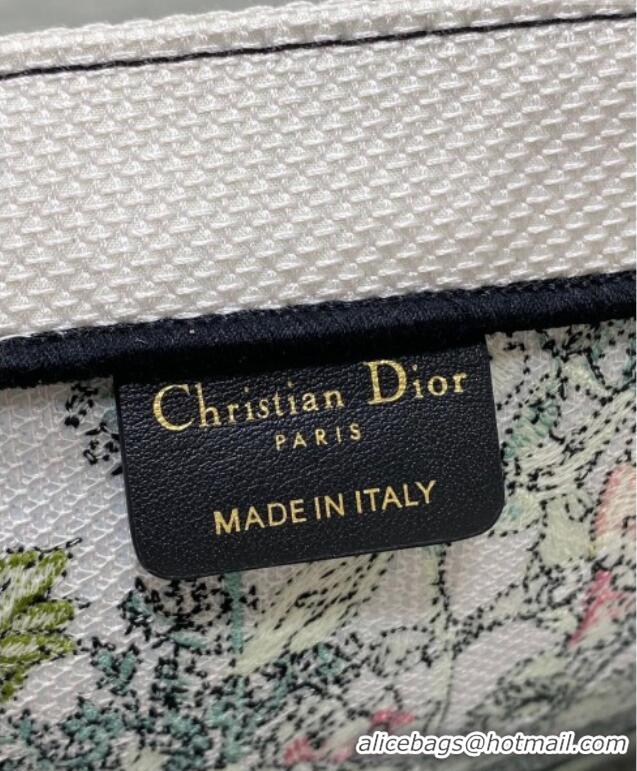 Christian Dior
PARIS
MADE IN ITALY
alicebags@hotmail.com